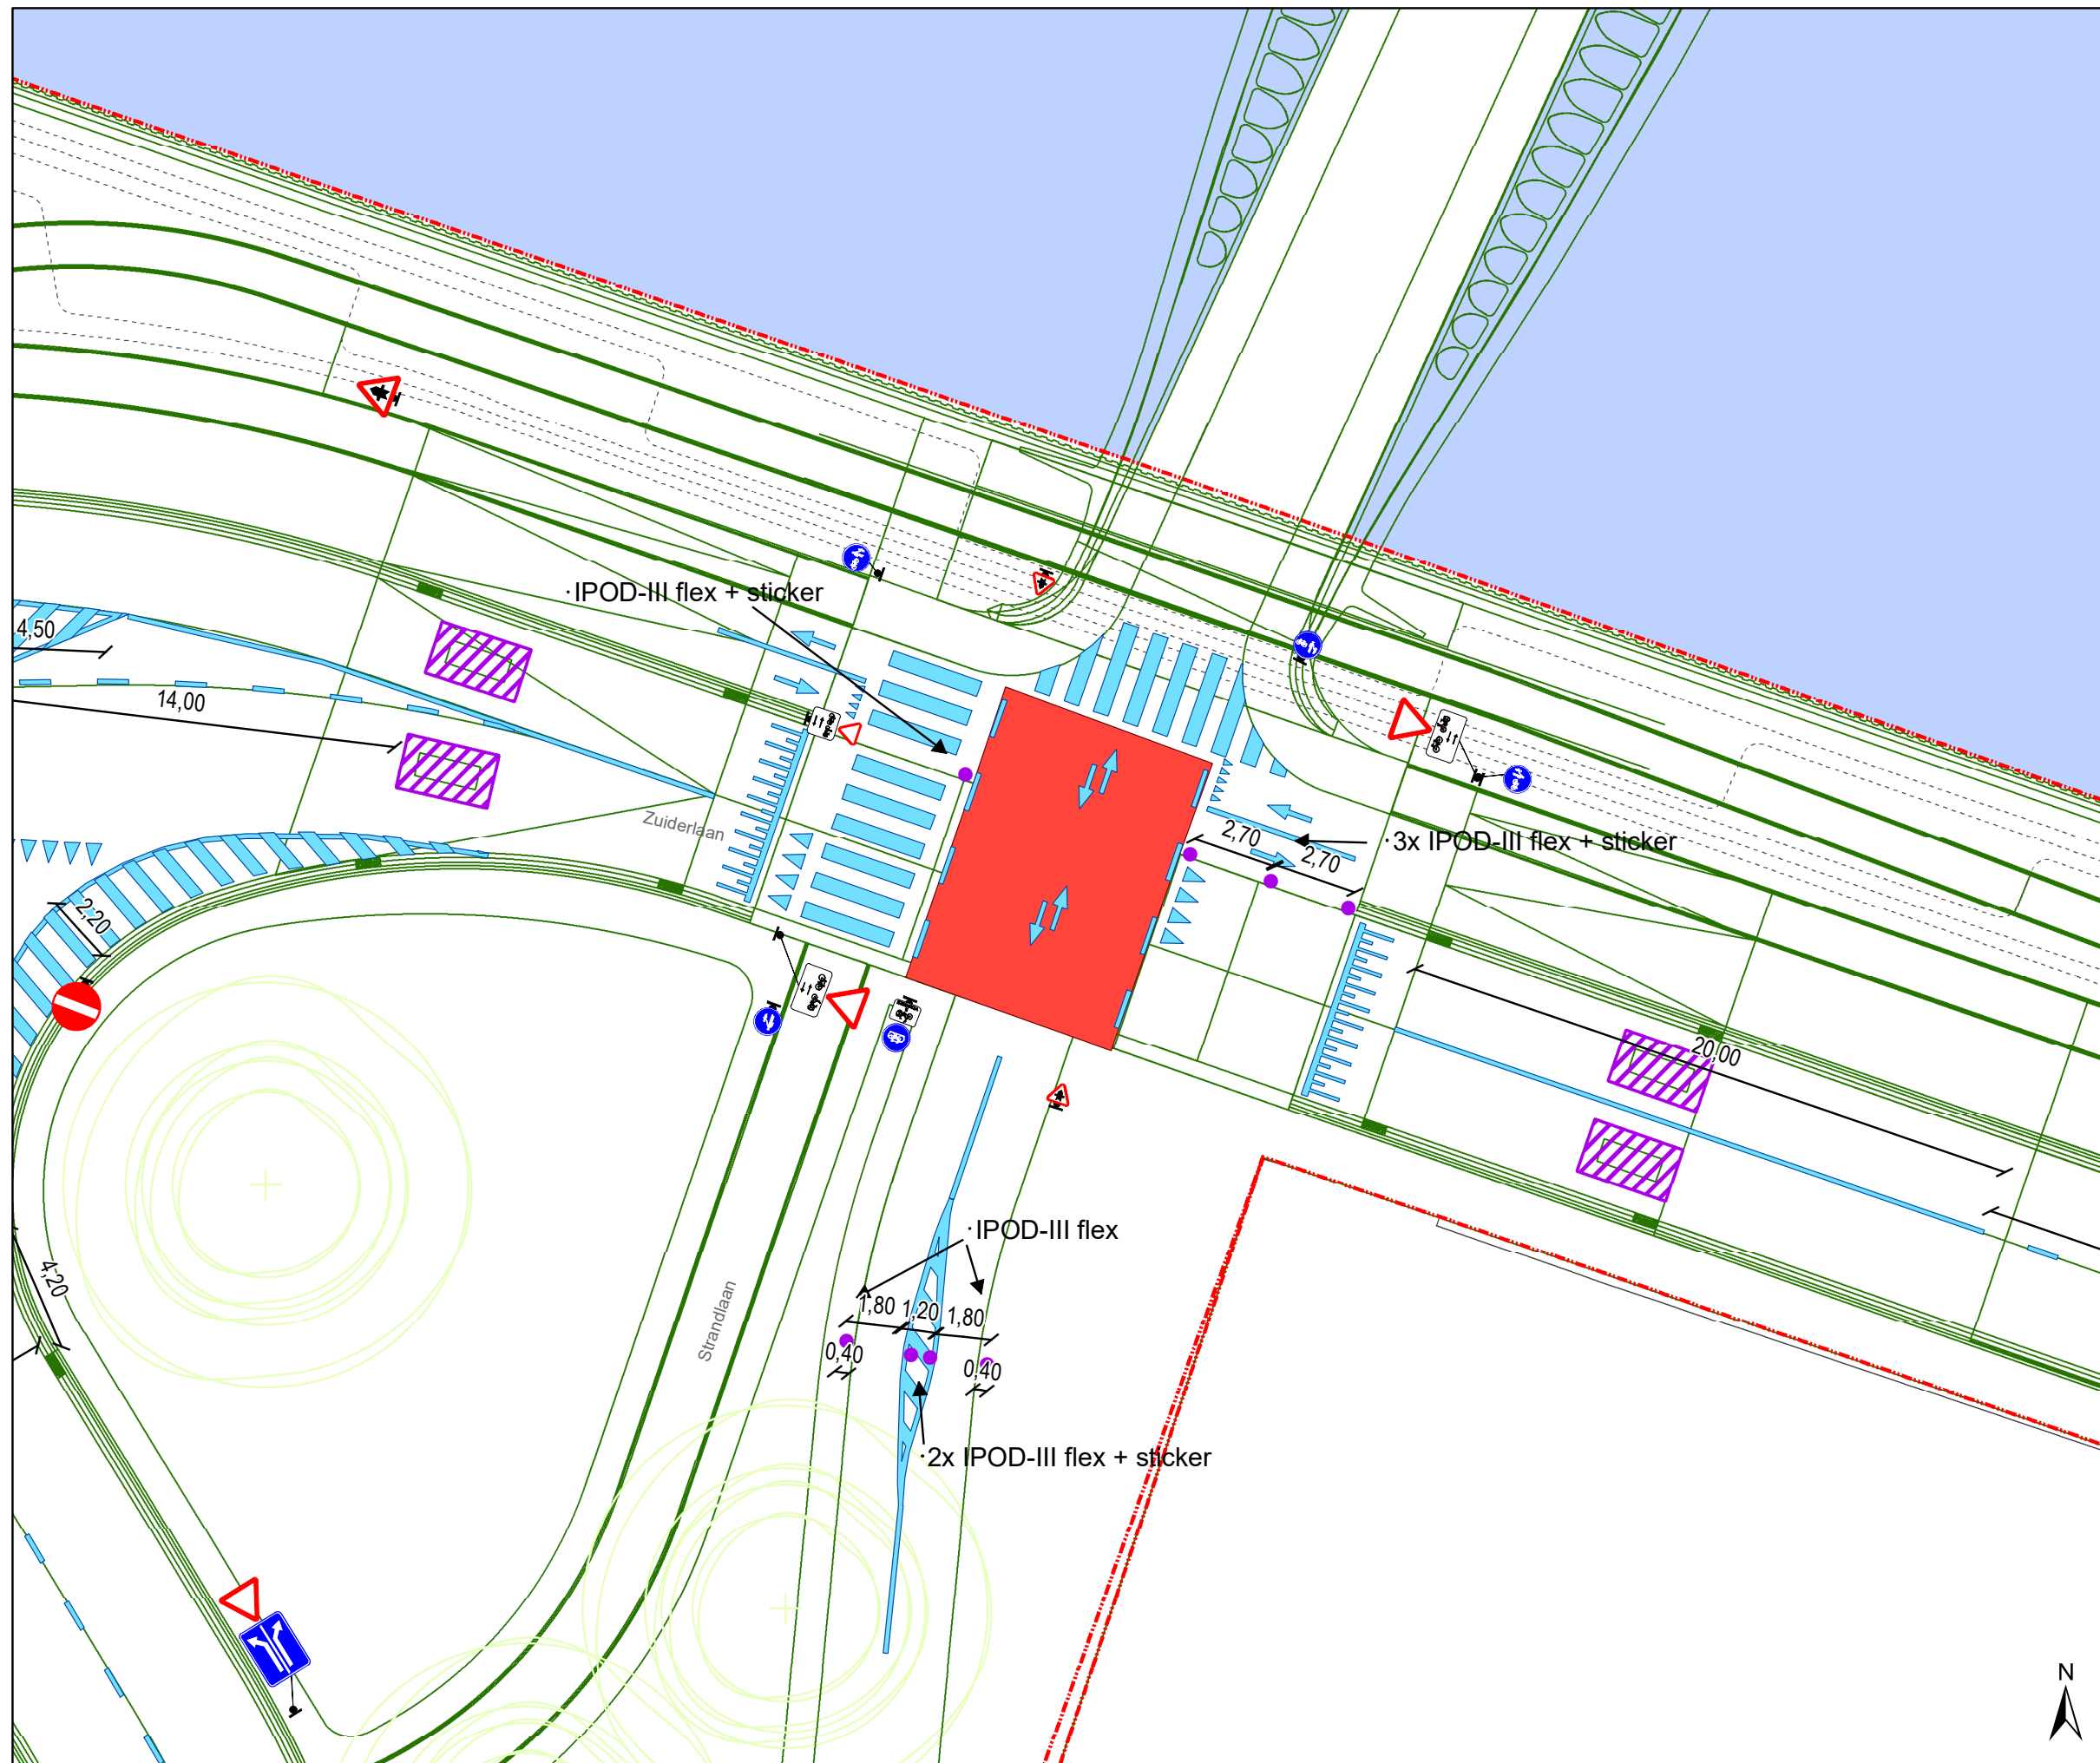 ·IPOD-III flex + sticker
4,50
14,00
Zuiderlaan
2,70
2,70
·3x IPOD-III flex + sticker
2,20
20,00
·IPOD-III flex
1,80
1,20
1,80
0,40
0,40
4,20
Strandlaan
·2x IPOD-III flex + sticker
N